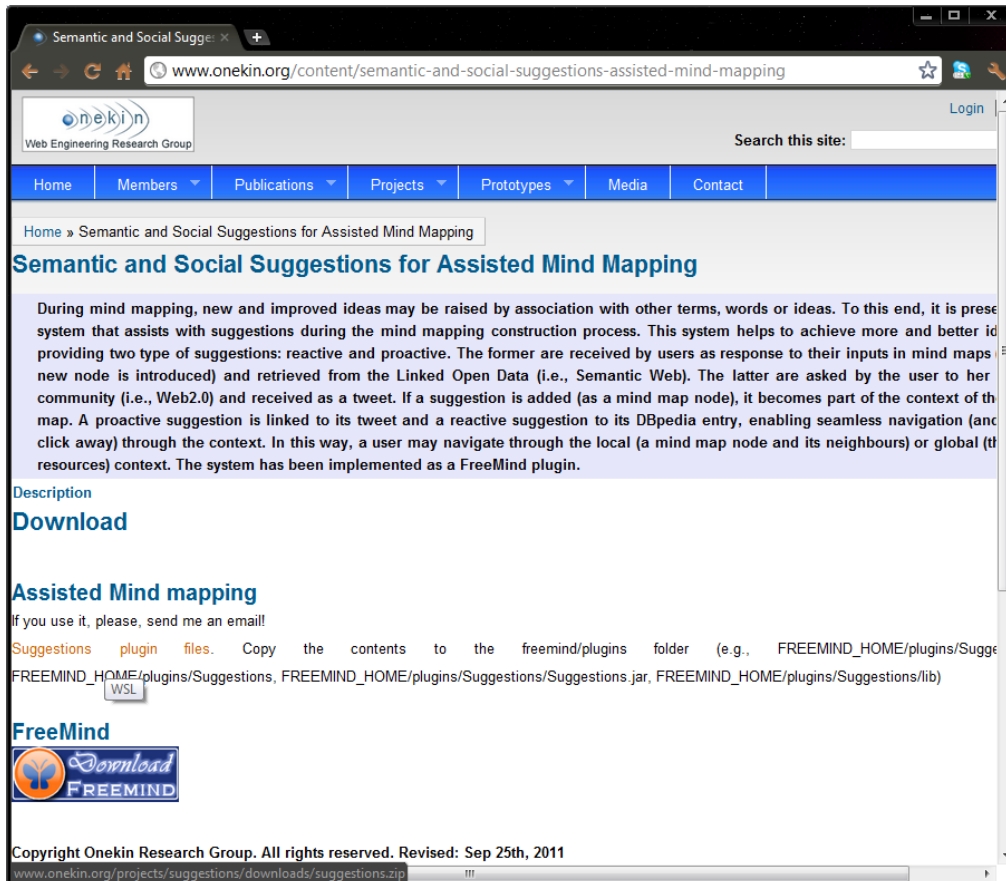 Semantic and Social Sugges
www.onekin.org/content/semantic-and-social-suggestions-assisted-mind-mapping
onekin
Web Engineering Research Group
Login
Search this site:
Home Members Publications Projects Prototypes Media Contact
Home » Semantic and Social Suggestions for Assisted Mind Mapping
Semantic and Social Suggestions for Assisted Mind Mapping
During mind mapping, new and improved ideas may be raised by association with other terms, words or ideas. To this end, it is prese
system that assists with suggestions during the mind mapping construction process. This system helps to achieve more and better id
providing two type of suggestions: reactive and proactive. The former are received by users as response to their inputs in mind maps (
new node is introduced) and retrieved from the Linked Open Data (i.e., Semantic Web). The latter are asked by the user to her
community (i.e., Web2.0) and received as a tweet. If a suggestion is added (as a mind map node), it becomes part of the context of th
map. A proactive suggestion is linked to its tweet and a reactive suggestion to its DBpedia entry, enabling seamless navigation (and
click away) through the context. In this way, a user may navigate through the local (a mind map node and its neighbours) or global (th
resources) context. The system has been implemented as a FreeMind plugin.
Description
Download
Assisted Mind mapping
If you use it, please, send me an email!
Suggestions plugin files. Copy the contents to the freemind/plugins folder (e.g., FREEMIND_HOME/plugins/Sugge
FREEMIND_HOME/plugins/Suggestions, FREEMIND_HOME/plugins/Suggestions/Suggestions.jar, FREEMIND_HOME/plugins/Suggestions/lib)
WSL
FreeMind
Download
FREEMIND
Copyright Onekin Research Group. All rights reserved. Revised: Sep 25th, 2011
www.onekin.org/projects/suggestions/downloads/suggestions.zip